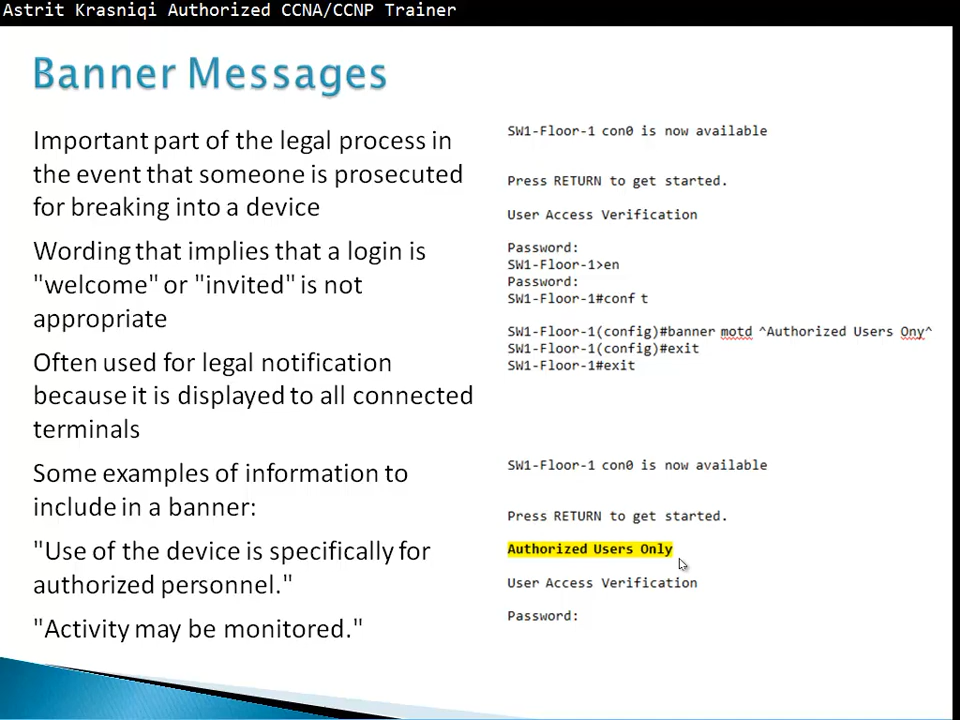 Astrit Krasniqi Authorized CCNA/CCNP Trainer
Banner Messages
Important part of the legal process in
the event that someone is prosecuted
for breaking into a device
Wording that implies that a login is
"welcome" or "invited" is not
appropriate
Often used for legal notification
because it is displayed to all connected
terminals
Some examples of information to
include in a banner:
"Use of the device is specifically for
authorized personnel."
"Activity may be monitored."
SW1-Floor-1 con0 is now available
Press RETURN to get started.
User Access Verification
Password:
SW1-Floor-1>en
Password:
SW1-Floor-1#conf t
SW1-Floor-1(config)#banner motd ^Authorized Users Ony^
SW1-Floor-1(config)#exit
SW1-Floor-1#exit
SW1-Floor-1 con0 is now available
Press RETURN to get started.
Authorized Users Only
User Access Verification
Password: